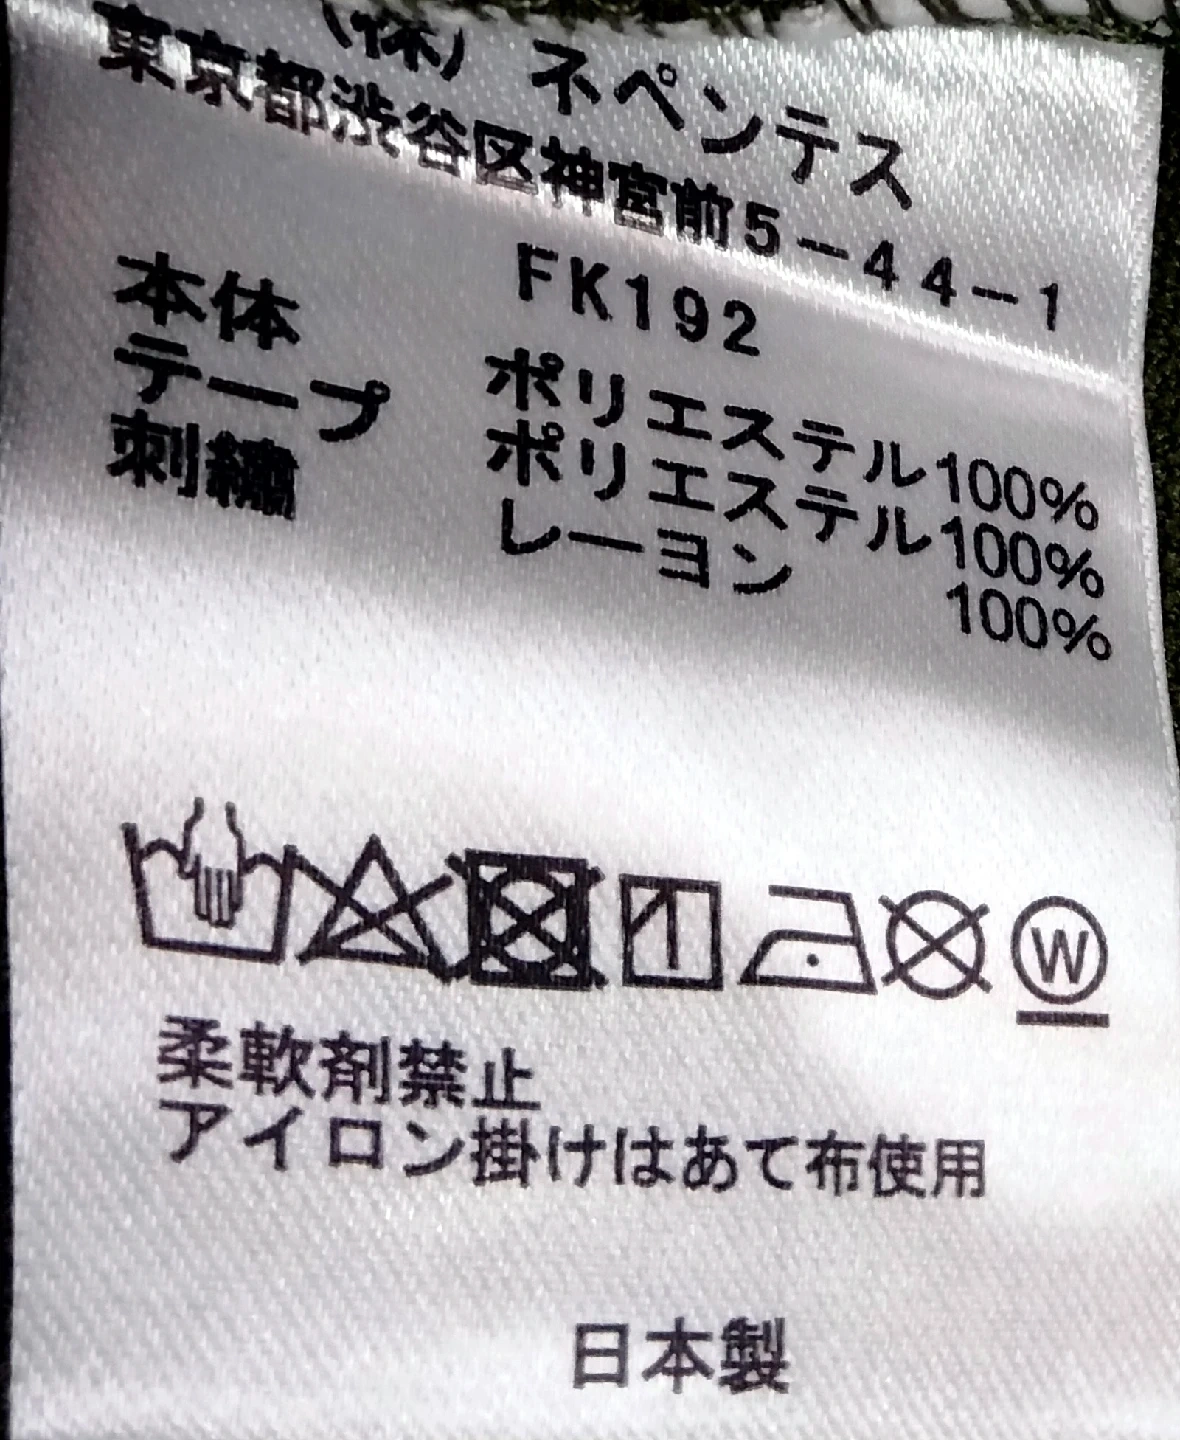 (株) ネペンテス
東京都渋谷区神宮前5-44-1
FK192
本体 ポリエステル100%
テープ ポリエステル100%
刺繍 レーヨン 100%
W
柔軟剤禁止
アイロン掛けはあて布使用
日本製